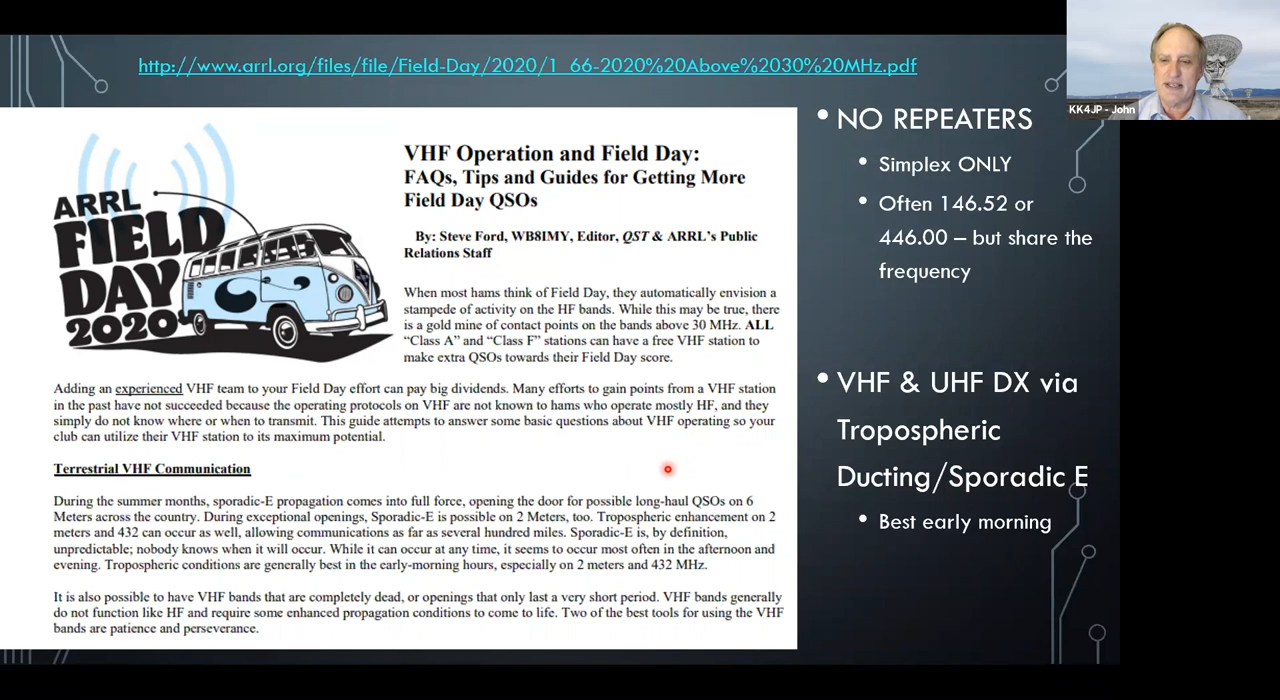 http://www.arrl.org/files/file/Field-Day/2020/1_66-2020%20Above%2030%20MHz.pdf
KK4JP - John
ARRL
FIELD
DAY
2020
VHF Operation and Field Day:
FAQs, Tips and Guides for Getting More
Field Day QSOs
By: Steve Ford, WB8IMY, Editor, QST & ARRL’s Public
Relations Staff
When most hams think of Field Day, they automatically envision a
stampede of activity on the HF bands. While this may be true, there
is a gold mine of contact points on the bands above 30 MHz. ALL
“Class A” and “Class F” stations can have a free VHF station to
make extra QSOs towards their Field Day score.
Adding an experienced VHF team to your Field Day effort can pay big dividends. Many efforts to gain points from a VHF station
in the past have not succeeded because the operating protocols on VHF are not known to hams who operate mostly HF, and they
simply do not know where or when to transmit. This guide attempts to answer some basic questions about VHF operating so your
club can utilize their VHF station to its maximum potential.
Terrestrial VHF Communication
During the summer months, sporadic-E propagation comes into full force, opening the door for possible long-haul QSOs on 6
Meters across the country. During exceptional openings, Sporadic-E is possible on 2 Meters, too. Tropospheric enhancement on 2
meters and 432 can occur as well, allowing communications as far as several hundred miles. Sporadic-E is, by definition,
unpredictable; nobody knows when it will occur. While it can occur at any time, it seems to occur most often in the afternoon and
evening. Tropospheric conditions are generally best in the early-morning hours, especially on 2 meters and 432 MHz.
It is also possible to have VHF bands that are completely dead, or openings that only last a very short period. VHF bands generally
do not function like HF and require some enhanced propagation conditions to come to life. Two of the best tools for using the VHF
bands are patience and perseverance.
• NO REPEATERS
• Simplex ONLY
• Often 146.52 or
446.00 – but share the
frequency
• VHF & UHF DX via
Tropospheric
Ducting/Sporadic E
• Best early morning